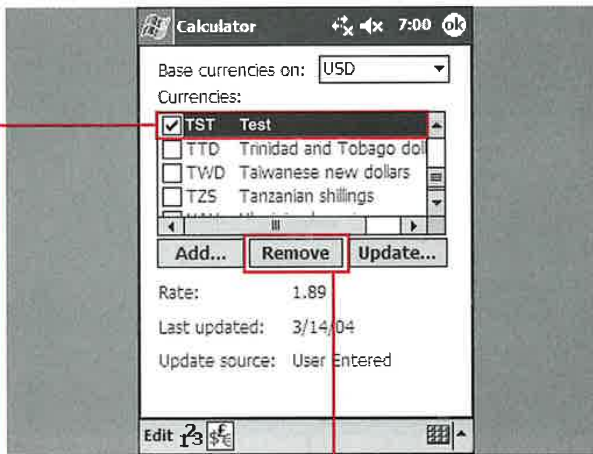 Calculator 7:00 ok
Base currencies on: USD
Currencies:
TST Test
TTD Trinidad and Tobago doll
TWD Taiwanese new dollars
TZS Tanzanian shillings
Add... Remove Update...
Rate: 1.89
Last updated: 3/14/04
Update source: User Entered
Edit 123 $£€